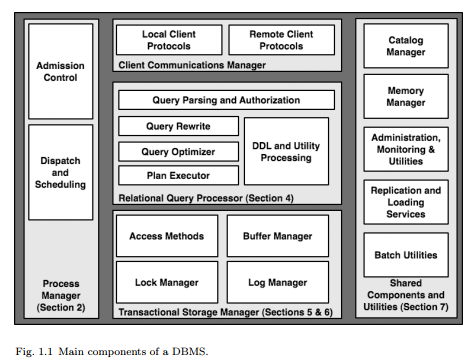 Admission
Control
Dispatch
and
Scheduling
Process
Manager
(Section 2)
Local Client
Protocols
Remote Client
Protocols
Client Communications Manager
Query Parsing and Authorization
Query Rewrite
Query Optimizer
Plan Executor
DDL and Utility
Processing
Relational Query Processor (Section 4)
Access Methods
Buffer Manager
Lock Manager
Log Manager
Transactional Storage Manager (Sections 5 & 6)
Catalog
Manager
Memory
Manager
Administration,
Monitoring &
Utilities
Replication and
Loading
Services
Batch Utilities
Shared
Components and
Utilities (Section 7)
Fig. 1.1 Main components of a DBMS.